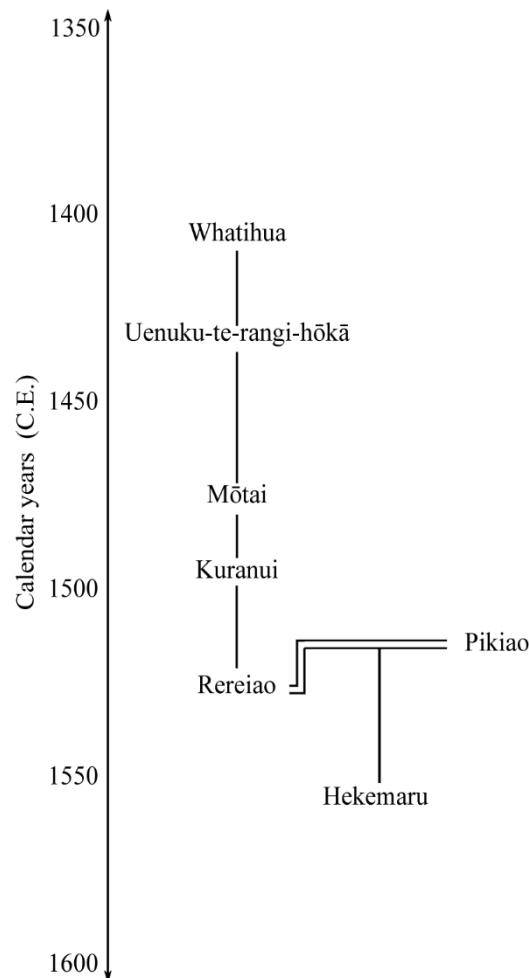 1350
1400
Whatihua
Uenuku-te-rangi-hōkā
1450
Mōtai
Kuranui
1500
Pikiao
Rereiao
1550
Hekemaru
1600
Calendar years (C.E.)